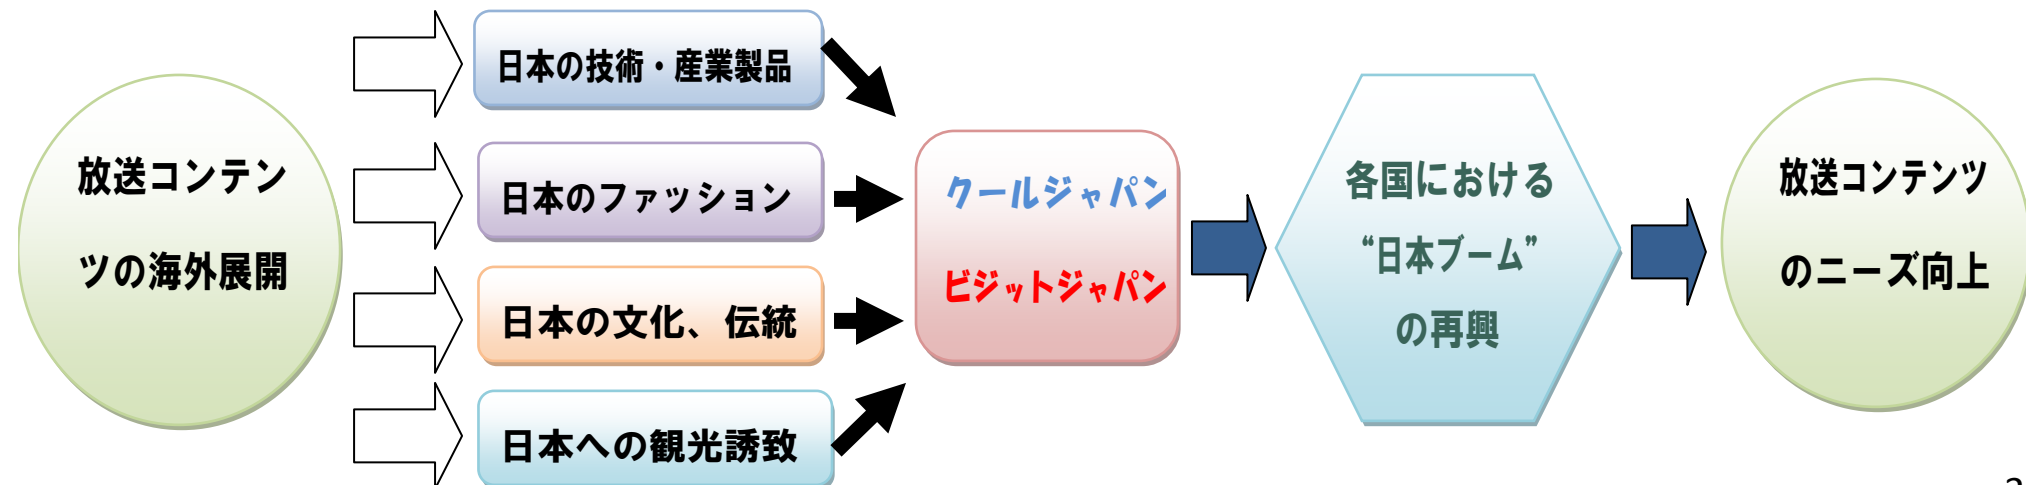 放送コンテン
ツの海外展開
日本の技術・産業製品
日本のファッション
日本の文化、伝統
日本への観光誘致
クールジャパン
ビジットジャパン
各国における
“日本ブーム”
の再興
放送コンテンツ
のニーズ向上